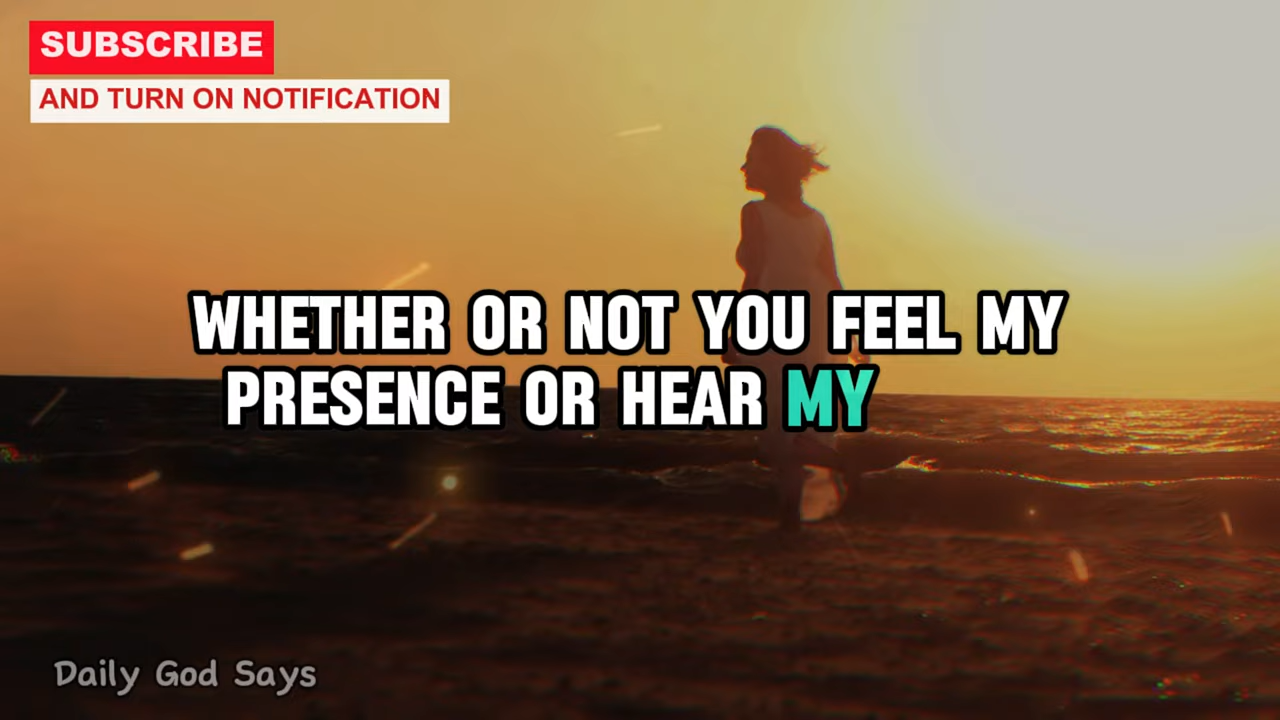 SUBSCRIBE
AND TURN ON NOTIFICATION
WHETHER OR NOT YOU FEEL MY
PRESENCE OR HEAR MY
Daily God Says